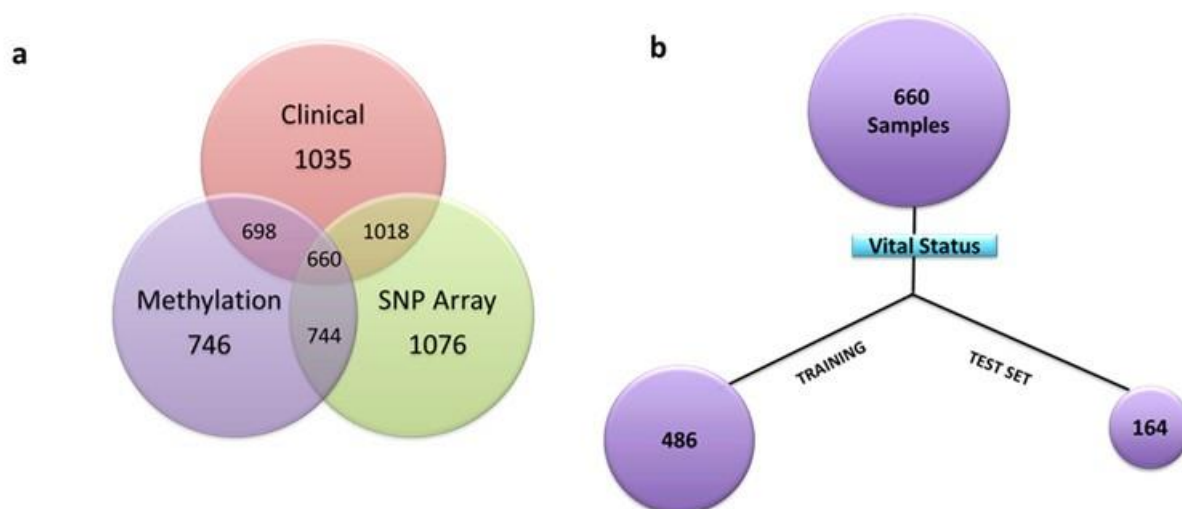 a
Clinical
1035
698
1018
660
Methylation
746
744
SNP Array
1076
b
660
Samples
Vital Status
TRAINING
TEST SET
486
164